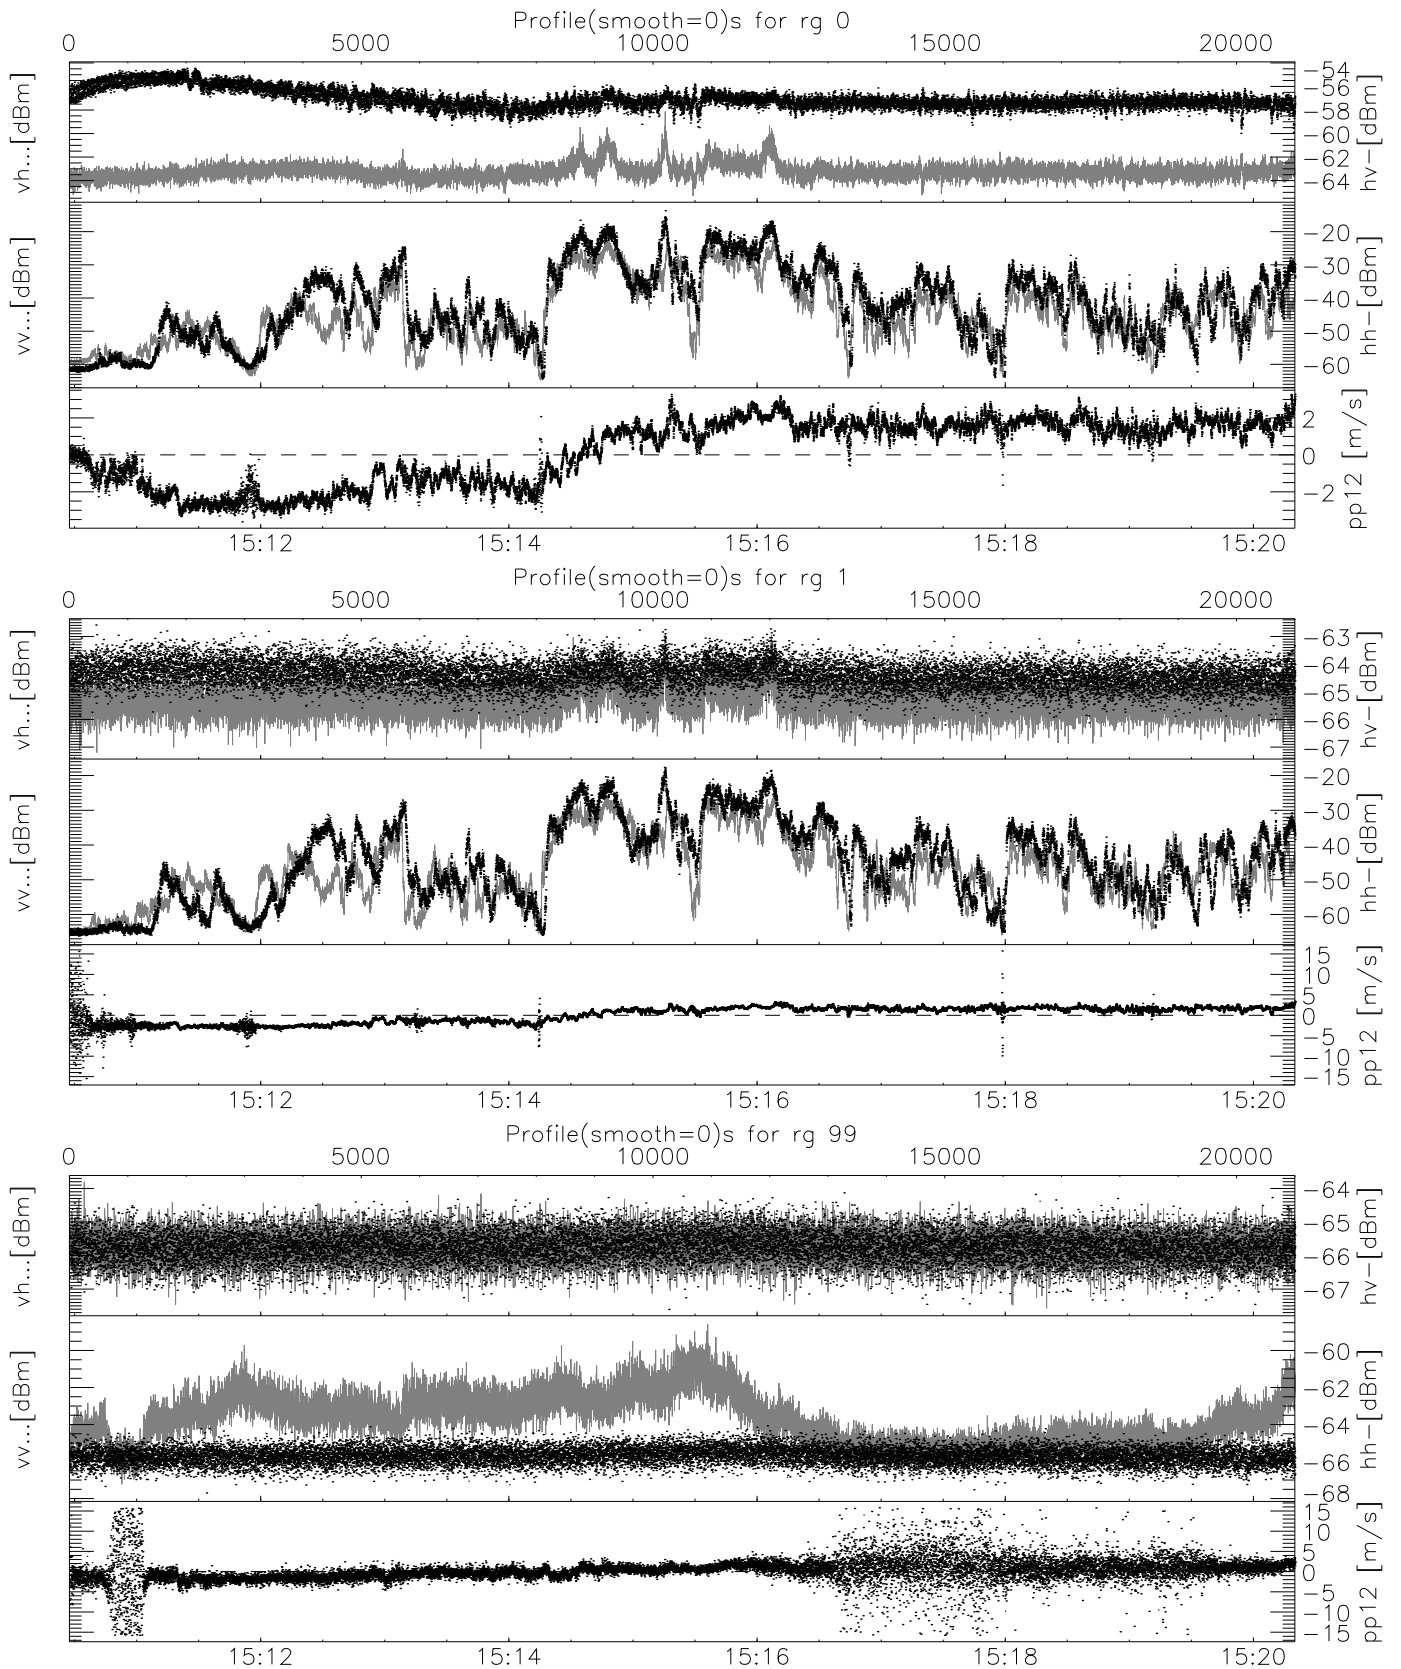 Profile(smooth=0)s for rg 0
0 5000 10000 15000 20000
vh...[dBm]
-54
-56
-58
-60
-62
-64
hv-[dBm]
vv...[dBm]
-20
-30
-40
-50
-60
hh-[dBm]
2
0
-2
pp12 [m/s]
15:12 15:14 15:16 15:18 15:20
Profile(smooth=0)s for rg 1
0 5000 10000 15000 20000
vh...[dBm]
-63
-64
-65
-66
-67
hv-[dBm]
vv...[dBm]
-20
-30
-40
-50
-60
hh-[dBm]
15
10
5
0
-5
-10
-15
pp12 [m/s]
15:12 15:14 15:16 15:18 15:20
Profile(smooth=0)s for rg 99
0 5000 10000 15000 20000
vh...[dBm]
-64
-65
-66
-67
hv-[dBm]
vv...[dBm]
-60
-62
-64
-66
-68
hh-[dBm]
15
10
5
0
-5
-10
-15
pp12 [m/s]
15:12 15:14 15:16 15:18 15:20